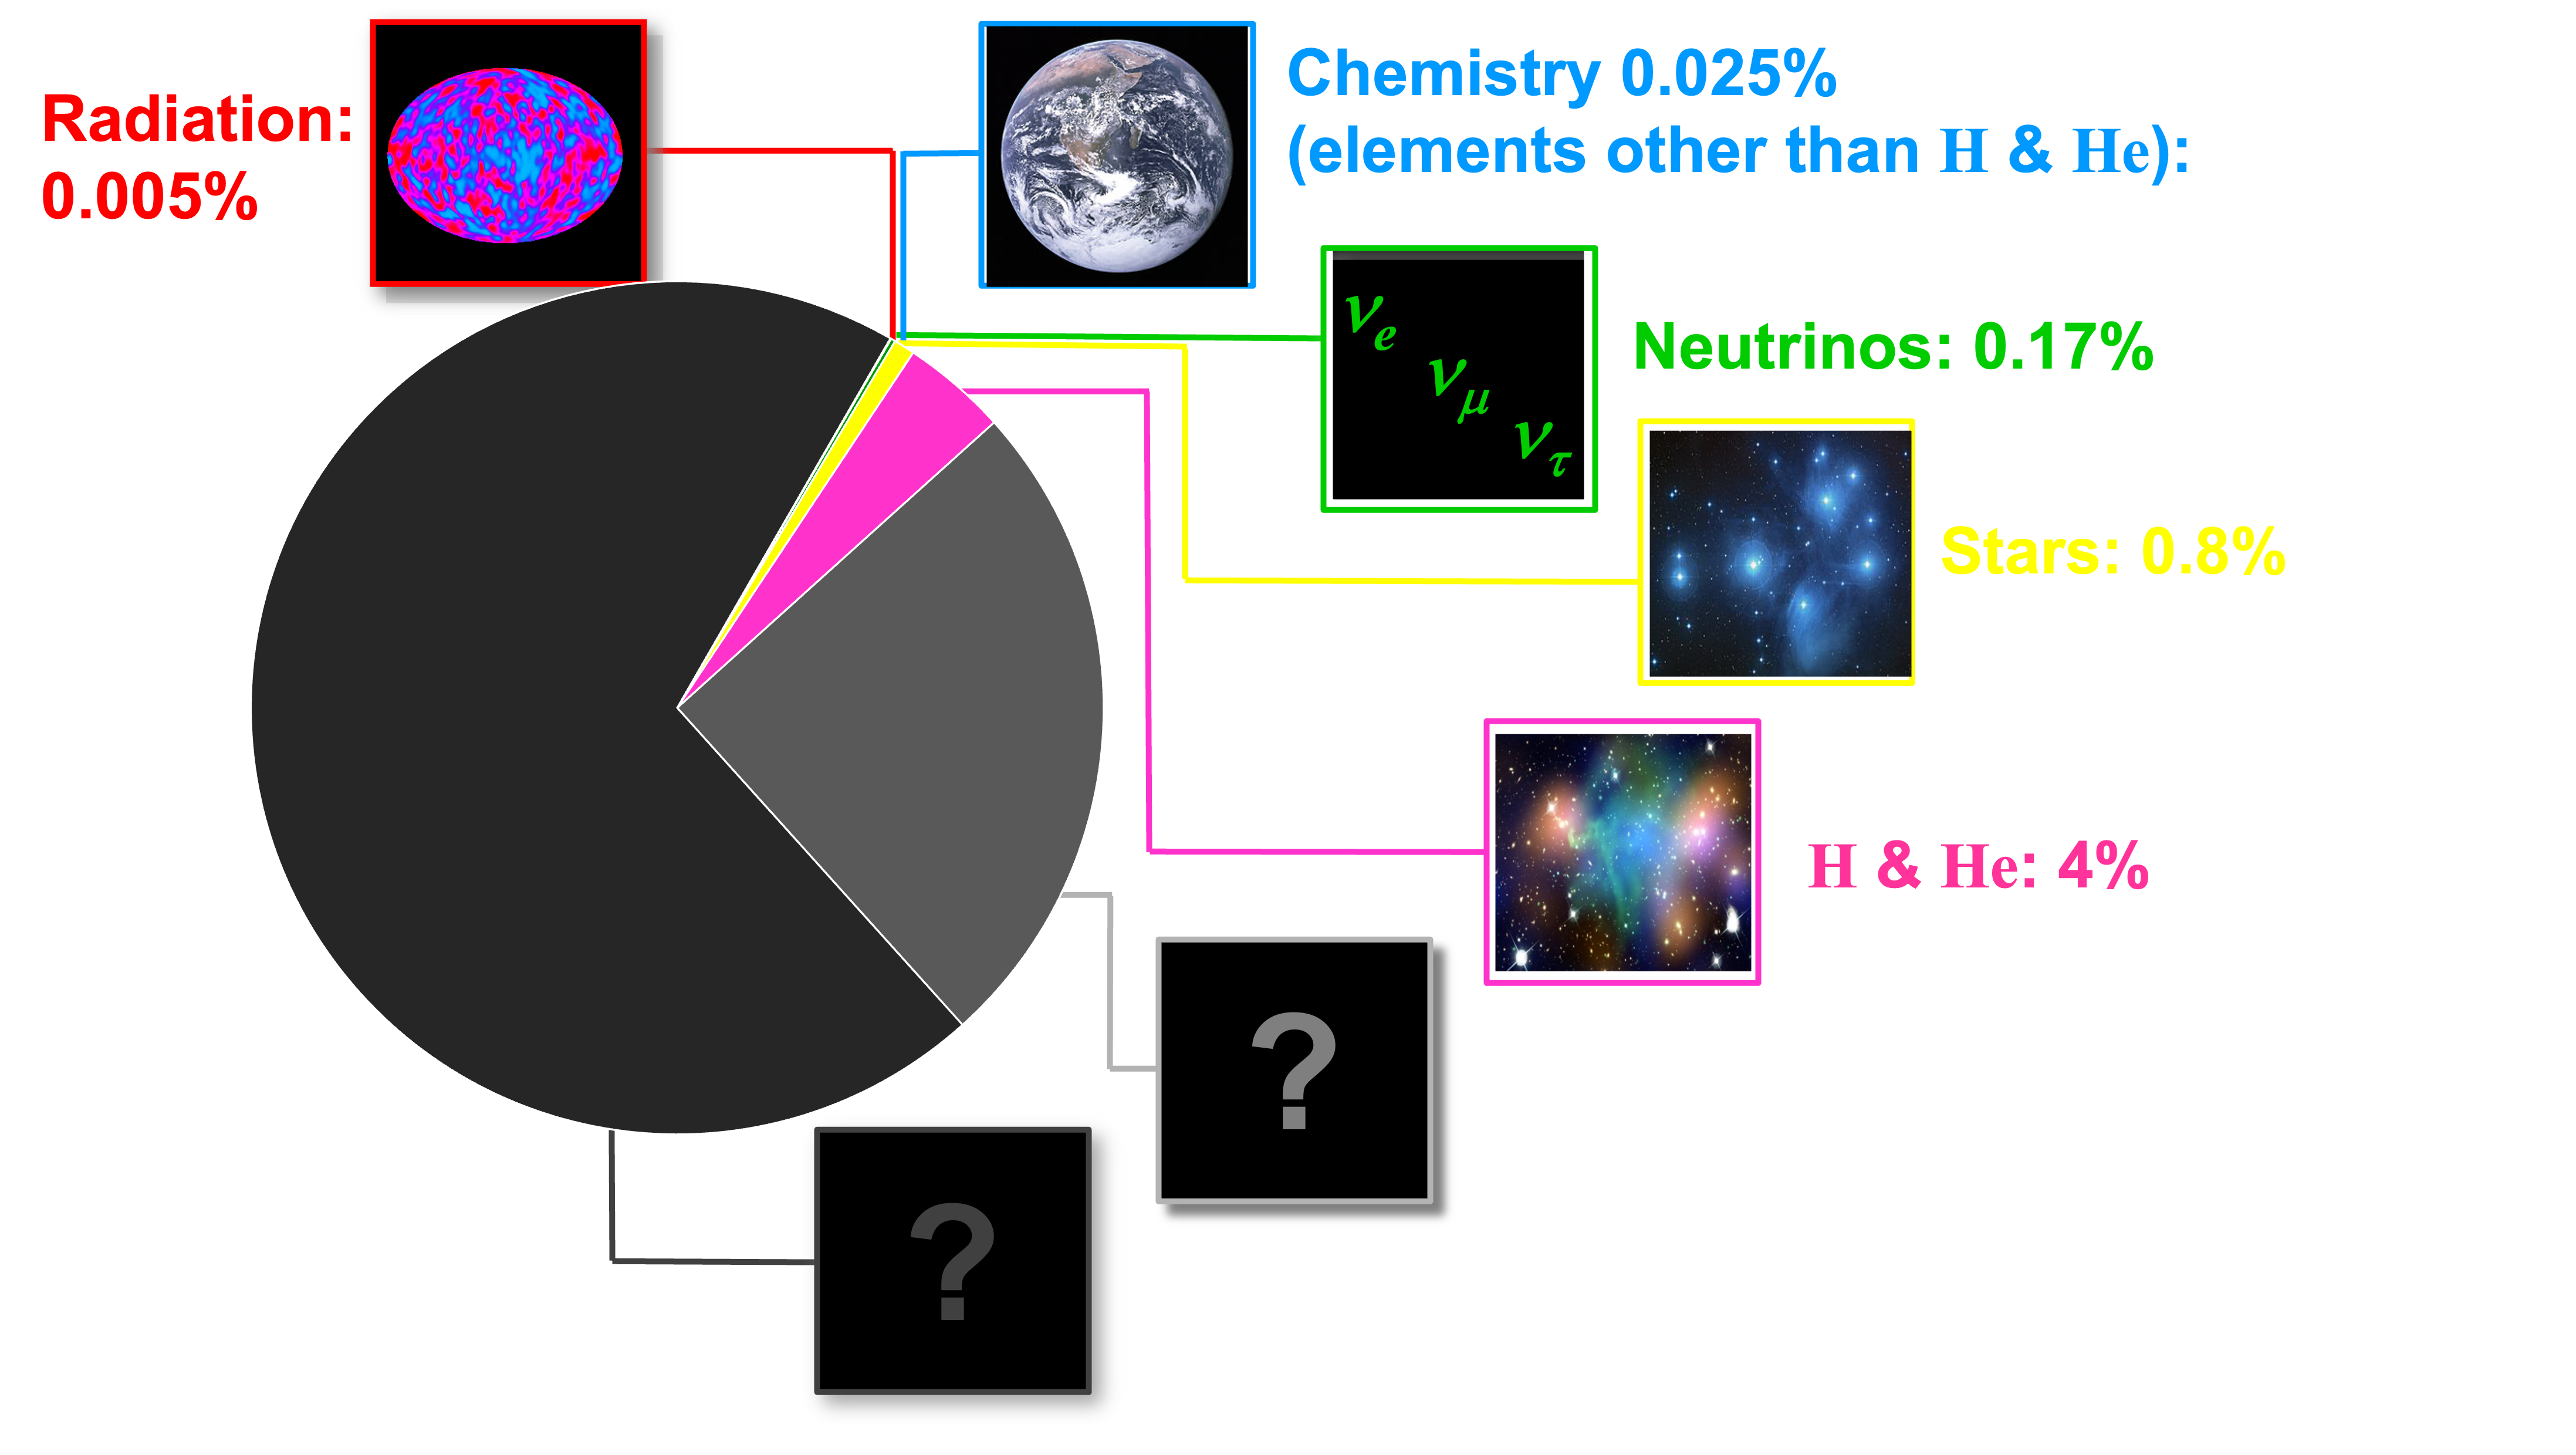 Radiation:
0.005%
Chemistry 0.025%
(elements other than H & He):
νe
νμ
ντ
Neutrinos: 0.17%
Stars: 0.8%
H & He: 4%
?
?